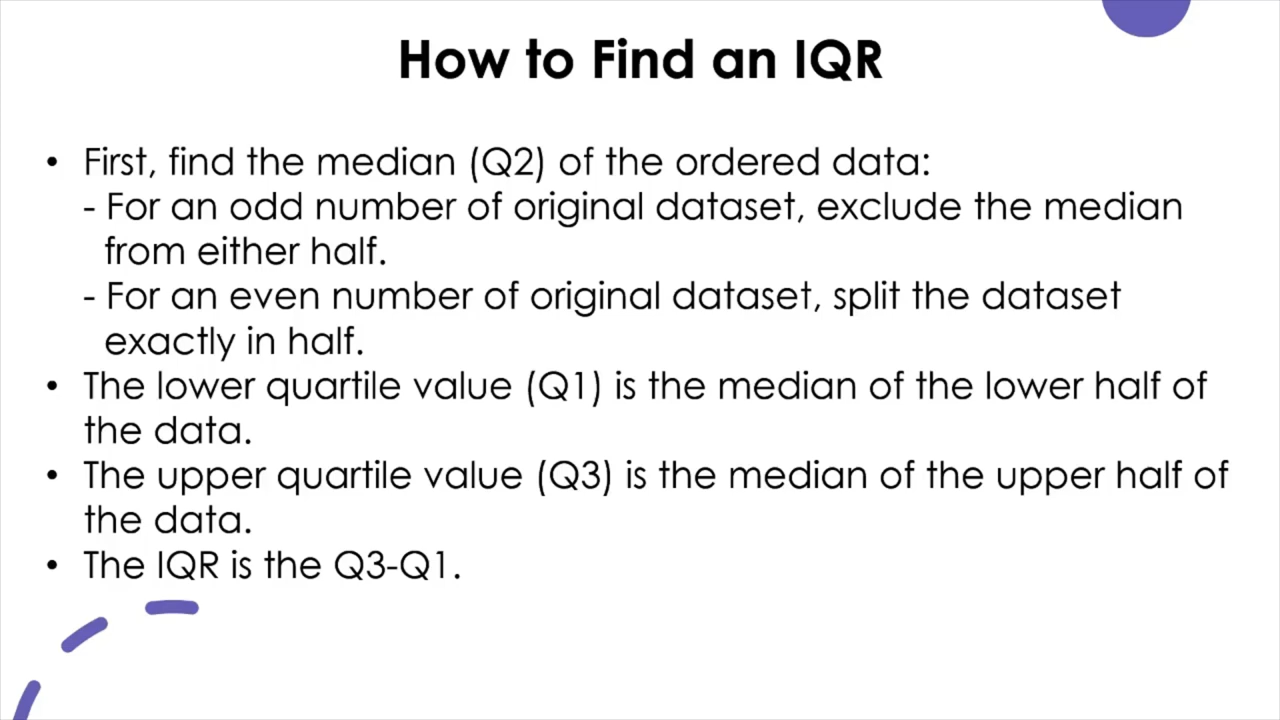 How to Find an IQR
• First, find the median (Q2) of the ordered data:
- For an odd number of original dataset, exclude the median
from either half.
- For an even number of original dataset, split the dataset
exactly in half.
• The lower quartile value (Q1) is the median of the lower half of
the data.
• The upper quartile value (Q3) is the median of the upper half of
the data.
• The IQR is the Q3-Q1.